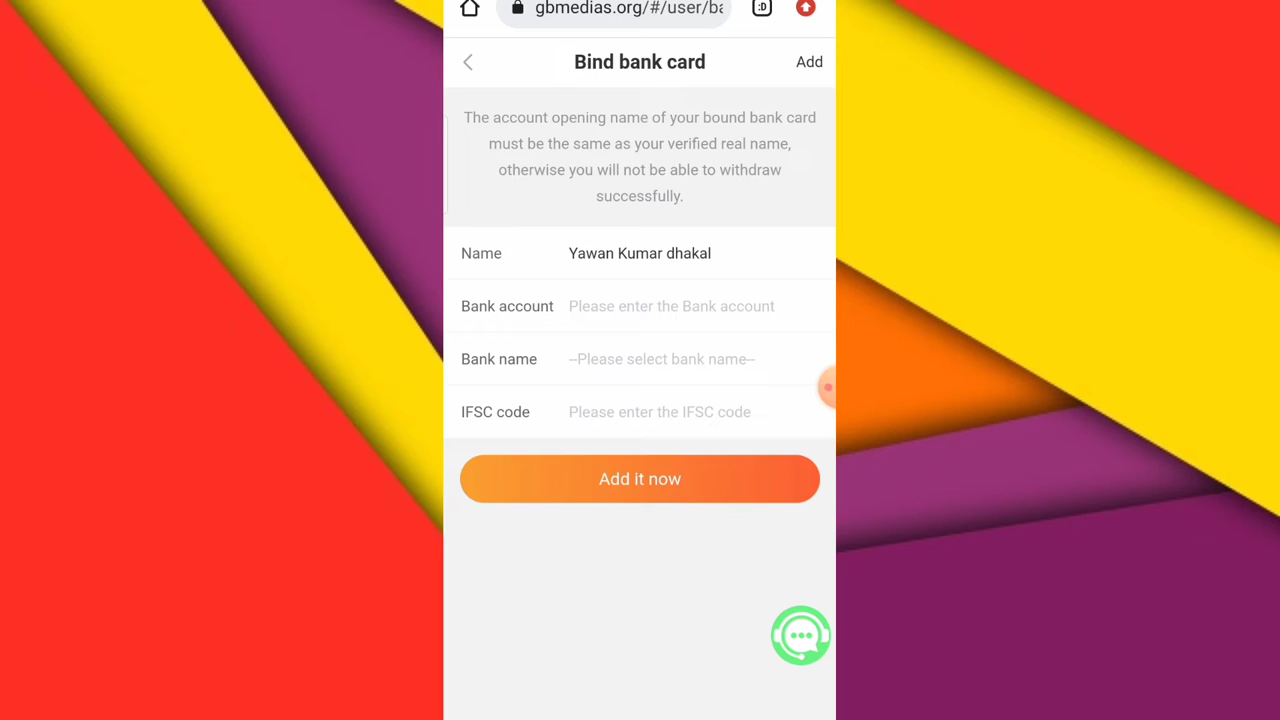 gbmedias.org/#/user/ba
:D
Bind bank card
Add
The account opening name of your bound bank card
must be the same as your verified real name,
otherwise you will not be able to withdraw
successfully.
Name Yawan Kumar dhakal
Bank account Please enter the Bank account
Bank name --Please select bank name--
IFSC code Please enter the IFSC code
Add it now